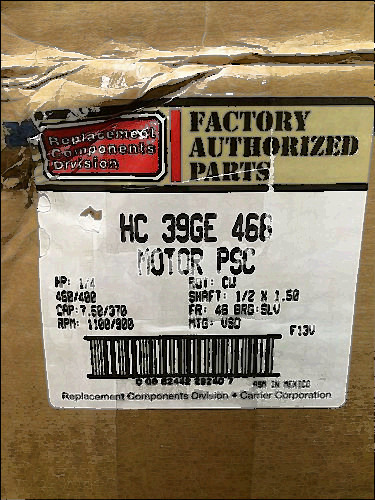 Replacement
Components
Division
FACTORY
AUTHORIZED
PARTS
HC 39GE 468
MOTOR PSC
HP: 1/4
460/400
CAP:7.50/370
RPM: 1100/900
ROT: CW
SHAFT: 1/2 X 1.50
FR: 48 BRG:SLV
MTG: VSO
F13V
ASM IN MEXICO
Replacement Components Division • Carrier Corporation